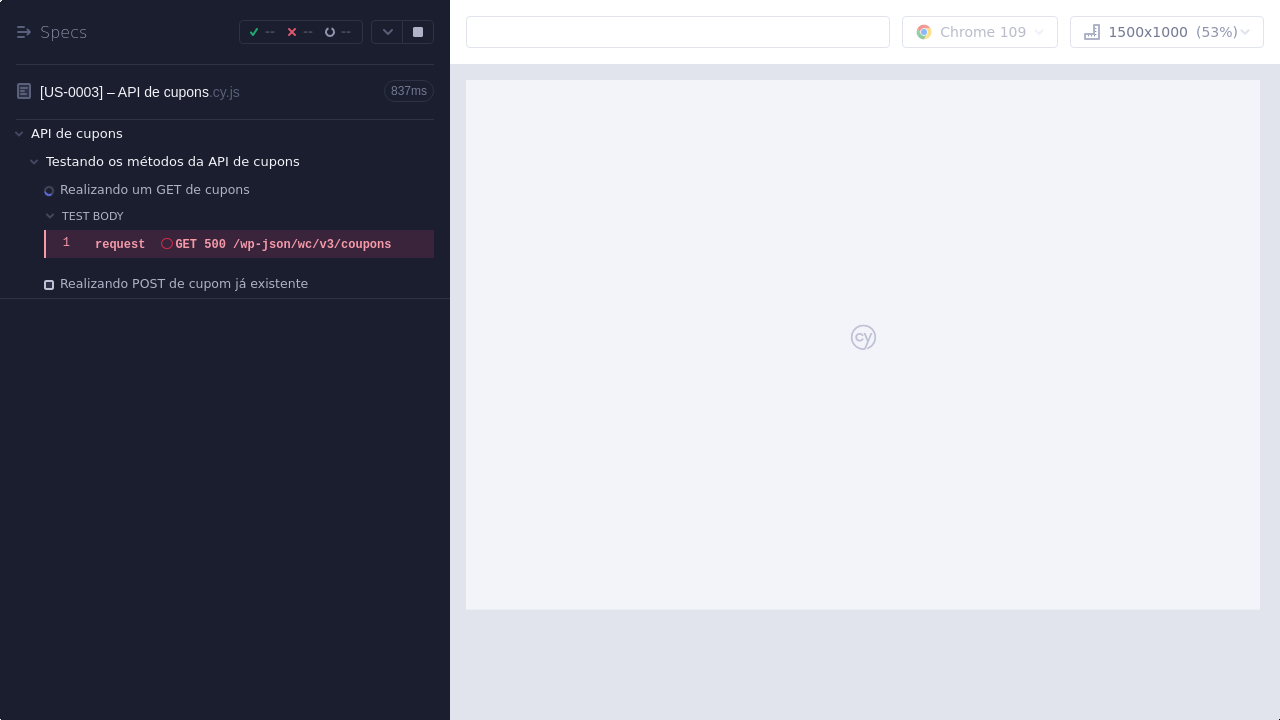 Specs
-- -- --
Chrome 109
1500x1000 (53%)
[US-0003] – API de cupons.cy.js
837ms
API de cupons
Testando os métodos da API de cupons
Realizando um GET de cupons
TEST BODY
1 request GET 500 /wp-json/wc/v3/coupons
Realizando POST de cupom já existente
cy